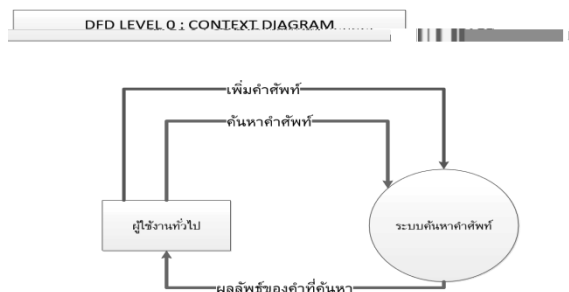 DFD LEVEL 0 : CONTEXT DIAGRAM
เพิ่มคำศัพท์
ค้นหาคำศัพท์
ผู้ใช้งานทั่วไป
ระบบค้นหาคำศัพท์
ผลลัพธ์ของคำที่ค้นหา